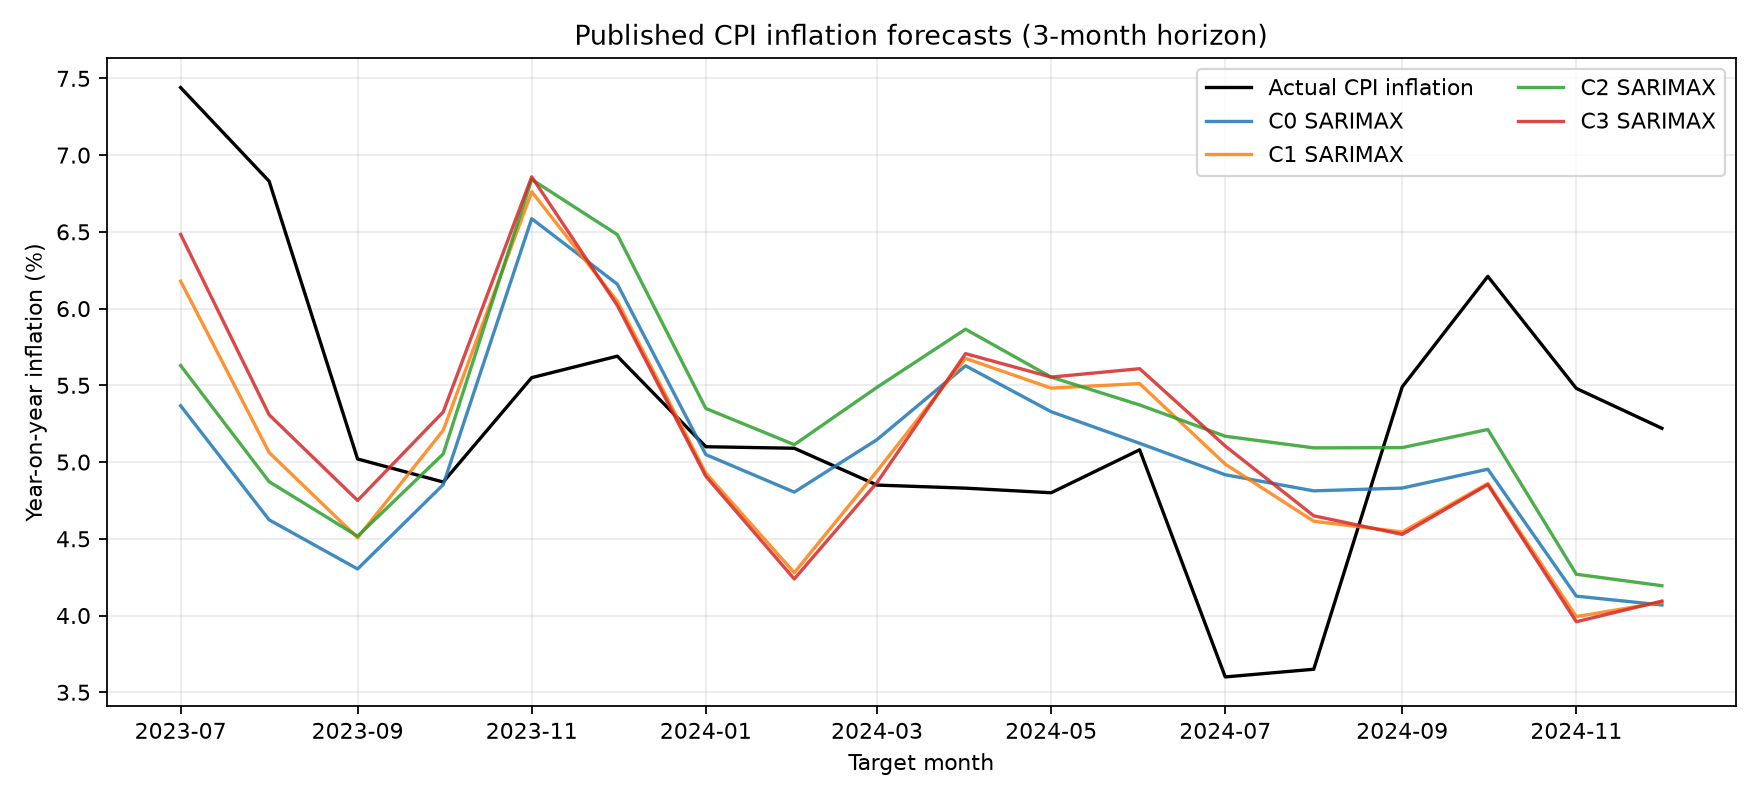 Published CPI inflation forecasts (3-month horizon)
Actual CPI inflation
C0 SARIMAX
C1 SARIMAX
C2 SARIMAX
C3 SARIMAX
Year-on-year inflation (%)
7.5
7.0
6.5
6.0
5.5
5.0
4.5
4.0
3.5
2023-07 2023-09 2023-11 2024-01 2024-03 2024-05 2024-07 2024-09 2024-11
Target month